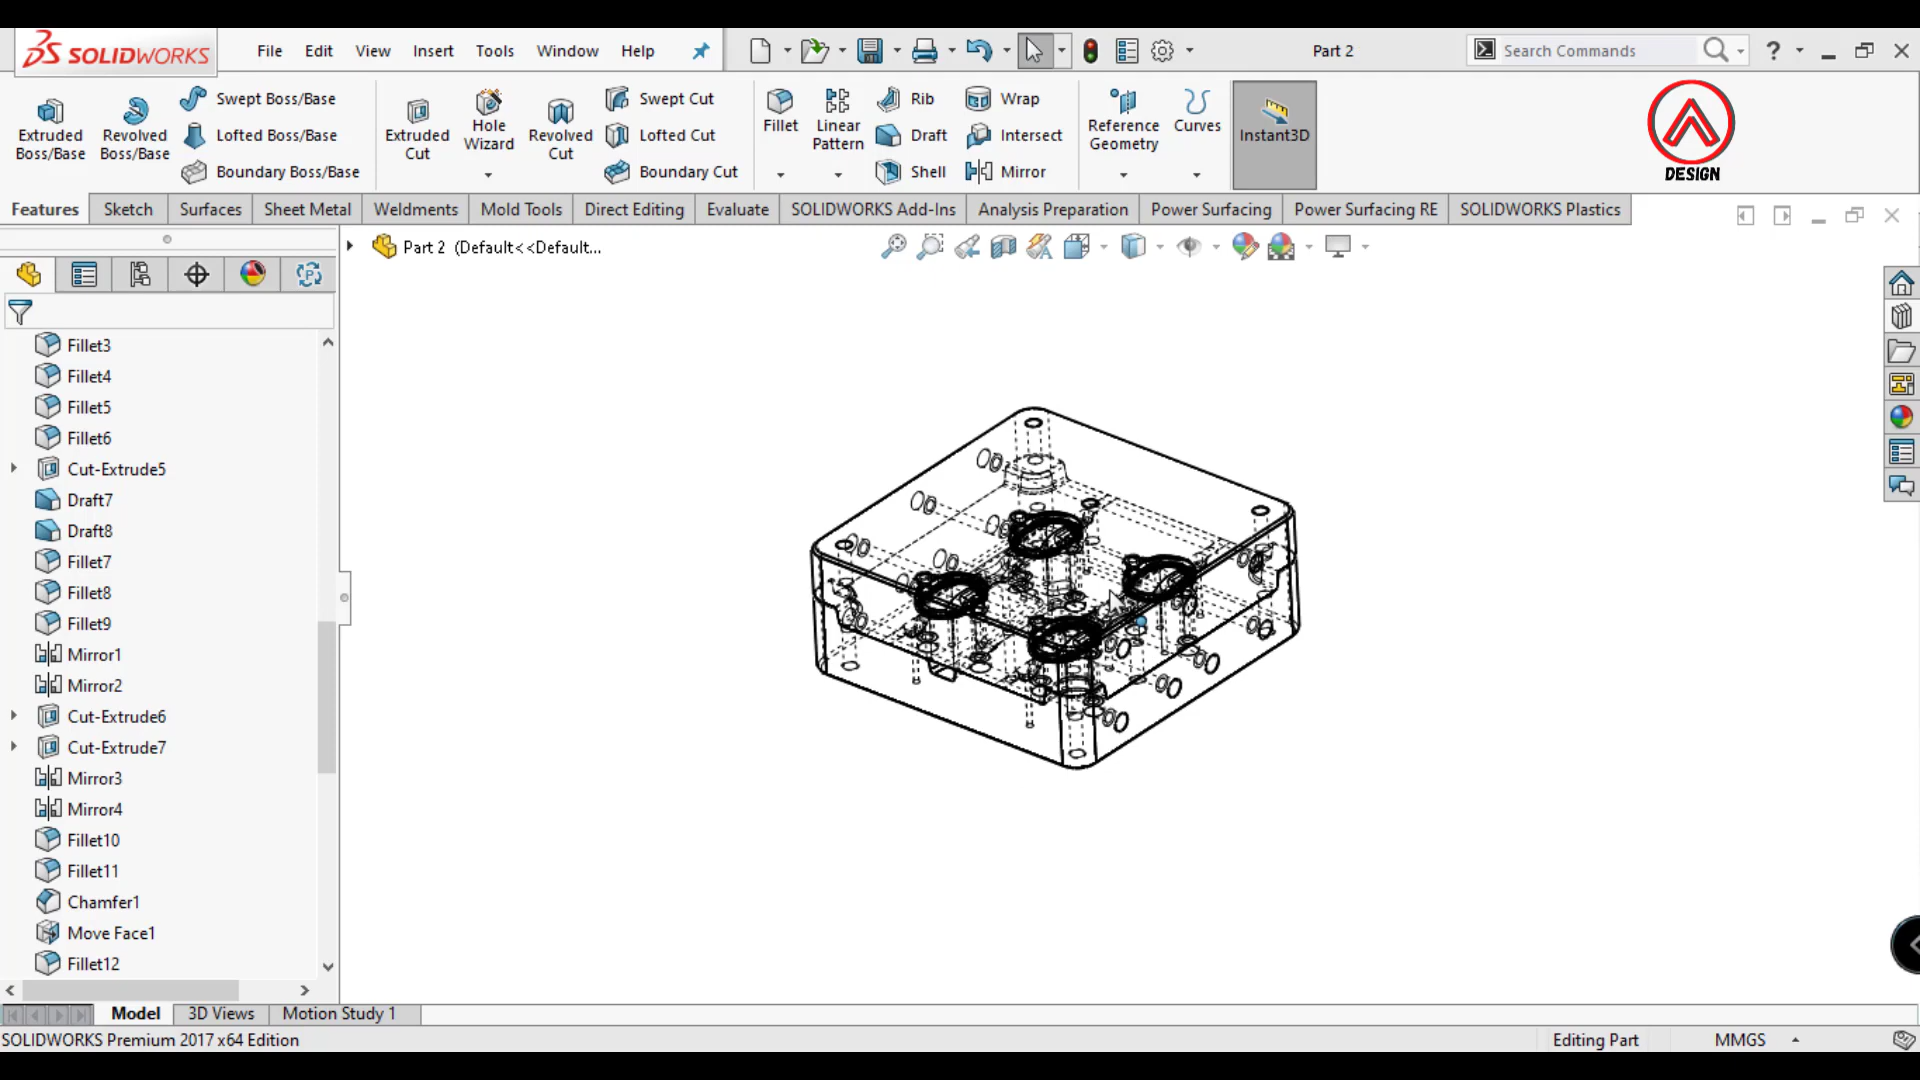 SOLIDWORKS File Edit View Insert Tools Window Help Part 2 Search Commands ?
Extruded Boss/Base
Revolved Boss/Base
Swept Boss/Base
Lofted Boss/Base
Boundary Boss/Base
Extruded Cut
Hole Wizard
Revolved Cut
Swept Cut
Lofted Cut
Boundary Cut
Fillet
Linear Pattern
Rib
Draft
Shell
Wrap
Intersect
Mirror
Reference Geometry
Curves
Instant3D
DESIGN
Features Sketch Surfaces Sheet Metal Weldments Mold Tools Direct Editing Evaluate SOLIDWORKS Add-Ins Analysis Preparation Power Surfacing Power Surfacing RE SOLIDWORKS Plastics
Part 2 (Default<<Default...
Fillet3
Fillet4
Fillet5
Fillet6
Cut-Extrude5
Draft7
Draft8
Fillet7
Fillet8
Fillet9
Mirror1
Mirror2
Cut-Extrude6
Cut-Extrude7
Mirror3
Mirror4
Fillet10
Fillet11
Chamfer1
Move Face1
Fillet12
Model 3D Views Motion Study 1
SOLIDWORKS Premium 2017 x64 Edition Editing Part MMGS